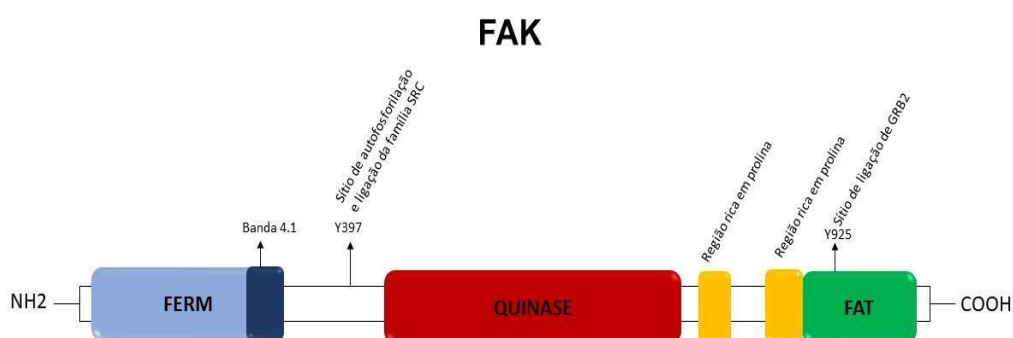 FAK
Sítio de autofosforilação
e ligação da família SRC
Banda 4.1
Y397
Região rica em prolina
Região rica em prolina
Sítio de ligação de GRB2
Y925
NH2
FERM
QUINASE
FAT
COOH